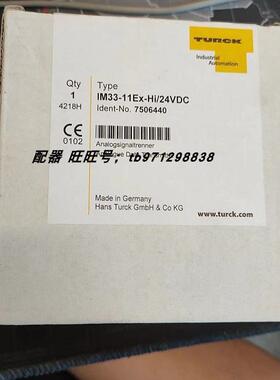 TURCK
Industrial
Automation
Qty
1
4218H
Type
IM33-11Ex-Hi/24VDC
Ident-No. 7506440
CE
0102
Analogsignaltrenner
配器 旺旺号：tb971298838
Made in Germany
Hans Turck GmbH & Co KG
www.turck.com